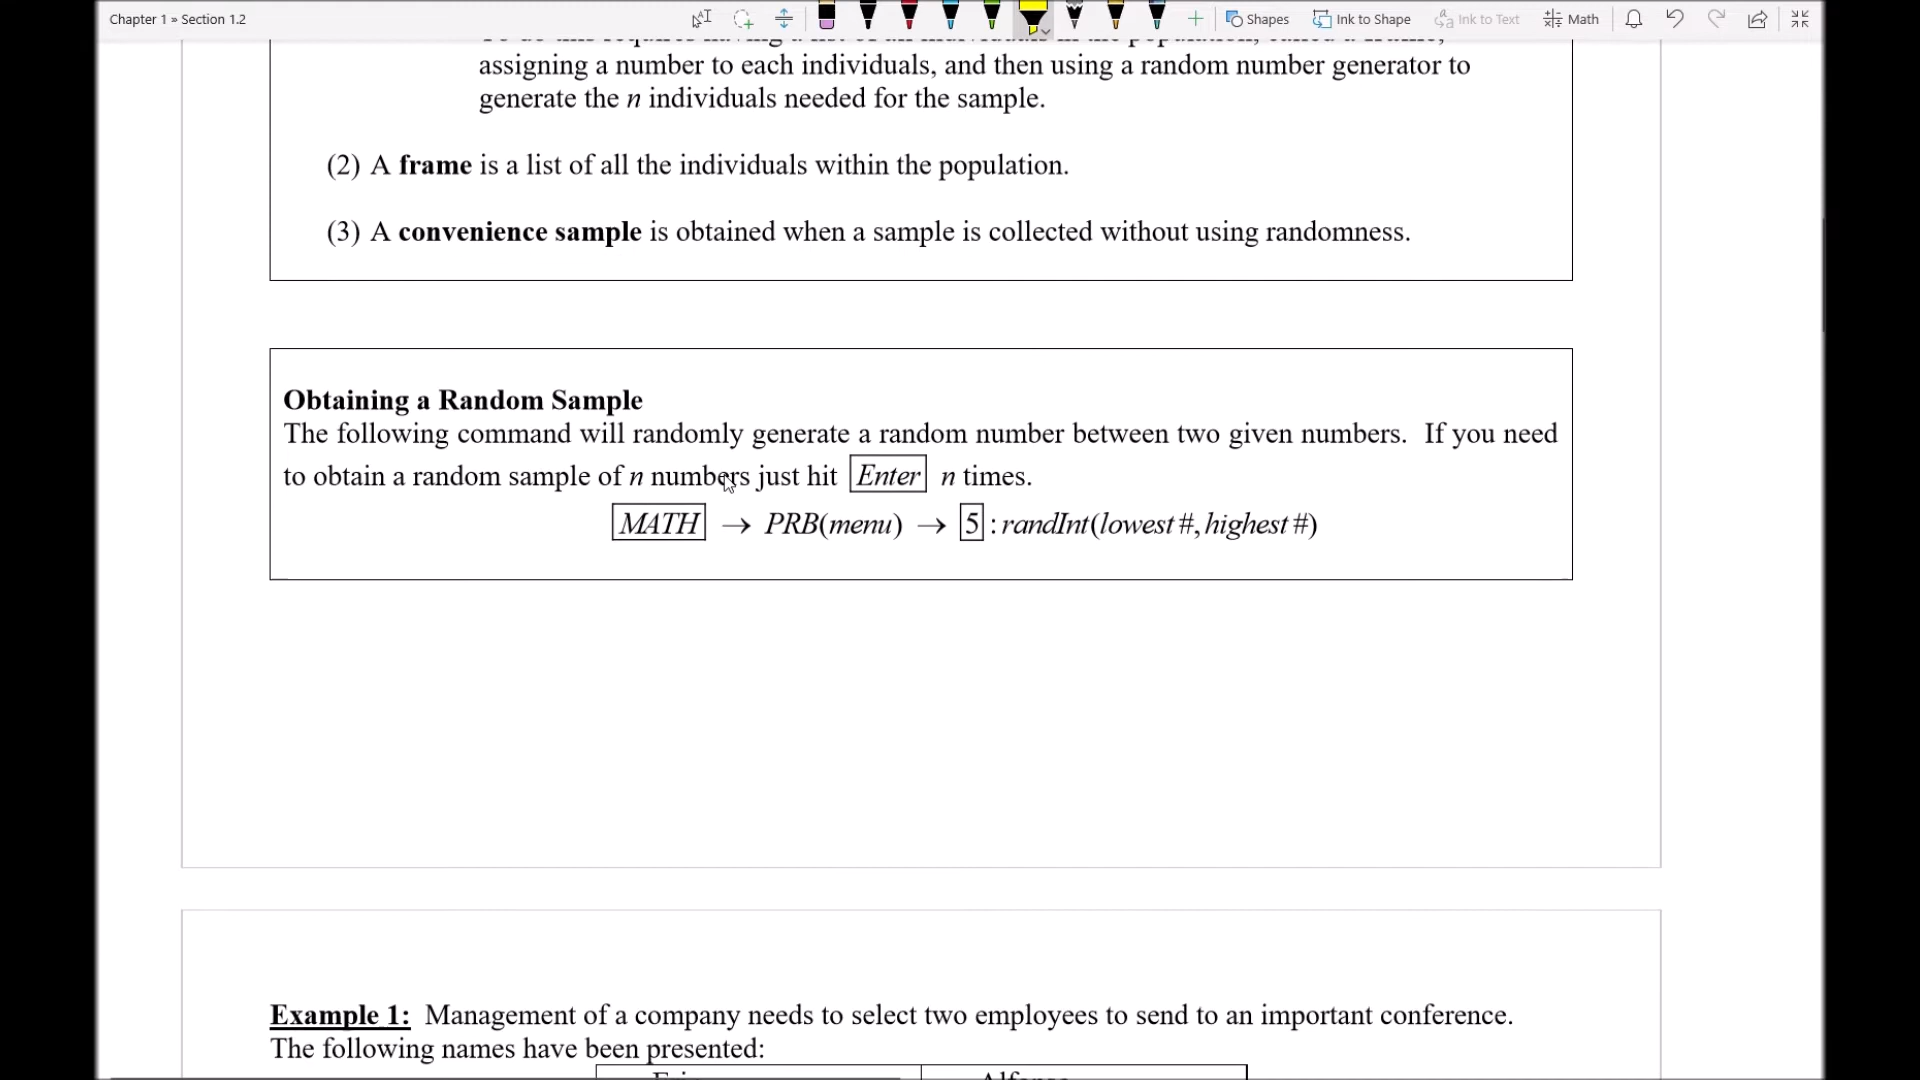 Chapter 1 » Section 1.2
Shapes
Ink to Shape
Ink to Text
Math
assigning a number to each individuals, and then using a random number generator to
generate the n individuals needed for the sample.
(2) A frame is a list of all the individuals within the population.
(3) A convenience sample is obtained when a sample is collected without using randomness.
Obtaining a Random Sample
The following command will randomly generate a random number between two given numbers. If you need
to obtain a random sample of n numbers just hit Enter n times.
MATH → PRB(menu) → 5 : randInt(lowest #, highest #)
Example 1: Management of a company needs to select two employees to send to an important conference.
The following names have been presented: